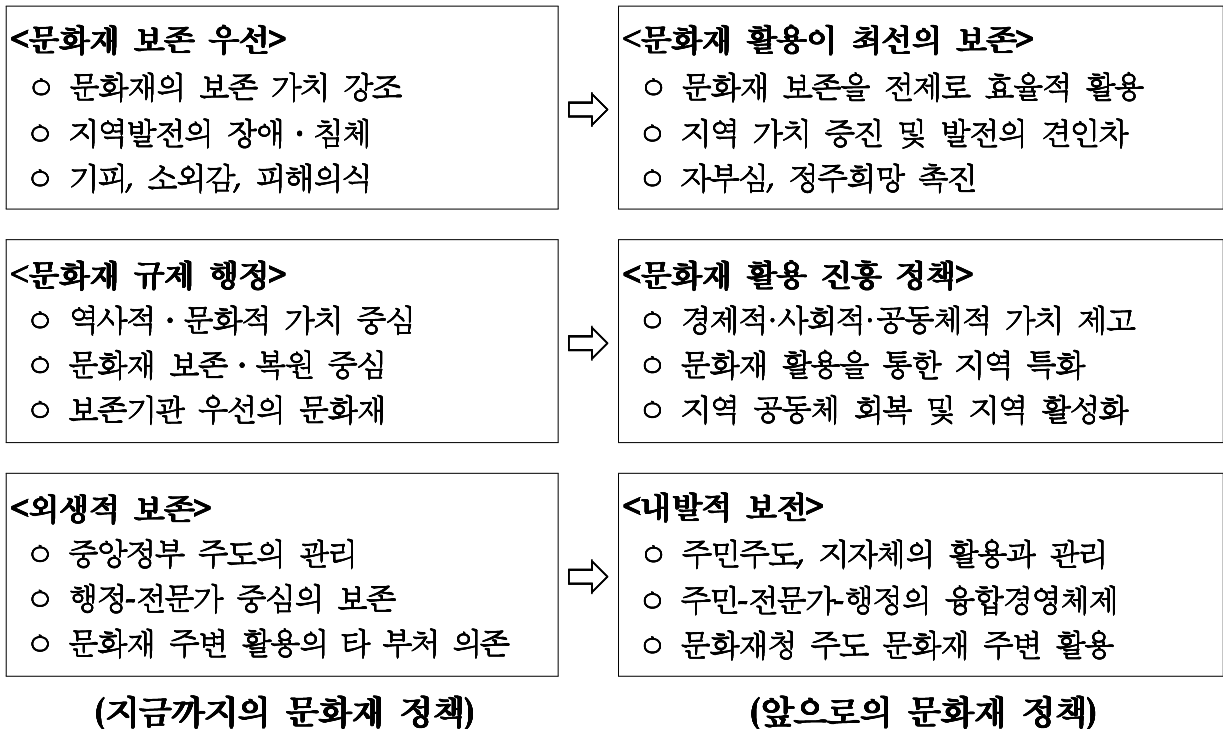 <문화재 보존 우선>
○ 문화재의 보존 가치 강조
○ 지역발전의 장애·침체
○ 기피, 소외감, 피해의식
<문화재 활용이 최선의 보존>
○ 문화재 보존을 전제로 효율적 활용
○ 지역 가치 증진 및 발전의 견인차
○ 자부심, 정주희망 촉진
<문화재 규제 행정>
○ 역사적·문화적 가치 중심
○ 문화재 보존·복원 중심
○ 보존기관 우선의 문화재
<문화재 활용 진흥 정책>
○ 경제적·사회적·공동체적 가치 제고
○ 문화재 활용을 통한 지역 특화
○ 지역 공동체 회복 및 지역 활성화
<외생적 보존>
○ 중앙정부 주도의 관리
○ 행정-전문가 중심의 보존
○ 문화재 주변 활용의 타 부처 의존
<내발적 보전>
○ 주민주도, 지자체의 활용과 관리
○ 주민-전문가-행정의 융합경영체제
○ 문화재청 주도 문화재 주변 활용
(지금까지의 문화재 정책)
(앞으로의 문화재 정책)